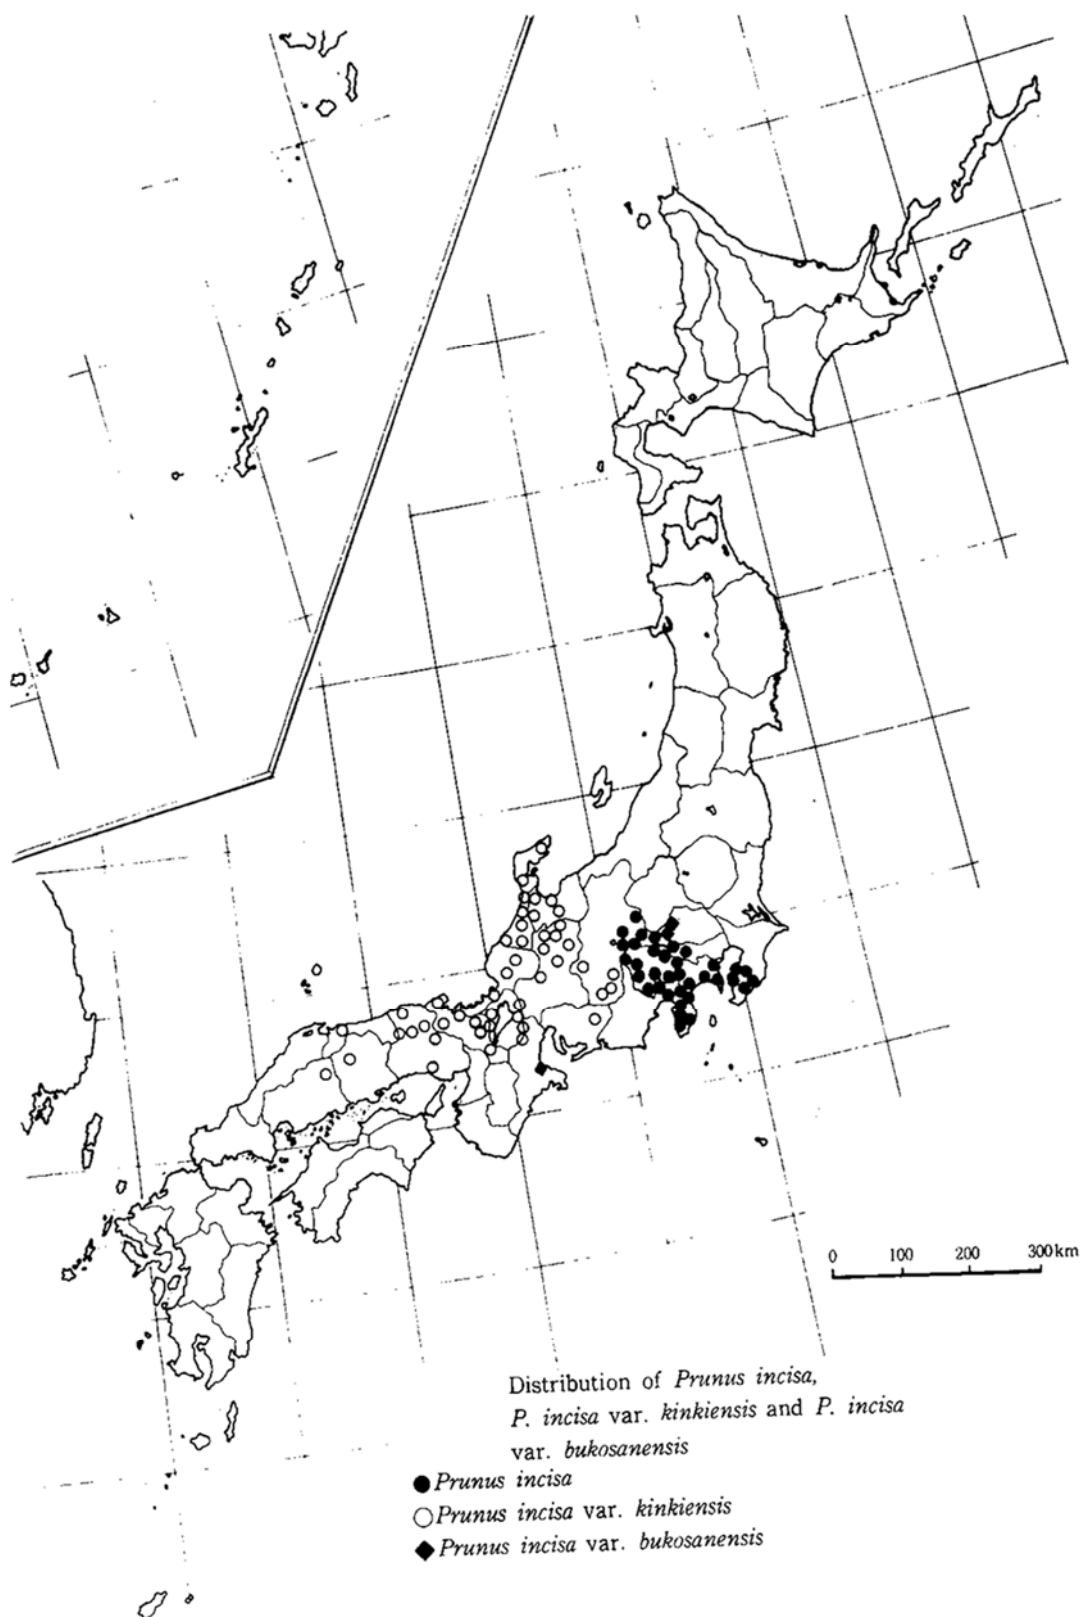 0 100 200 300km
Distribution of Prunus incisa,
P. incisa var. kinkiensis and P. incisa
var. bukosanensis
Prunus incisa
Prunus incisa var. kinkiensis
Prunus incisa var. bukosanensis